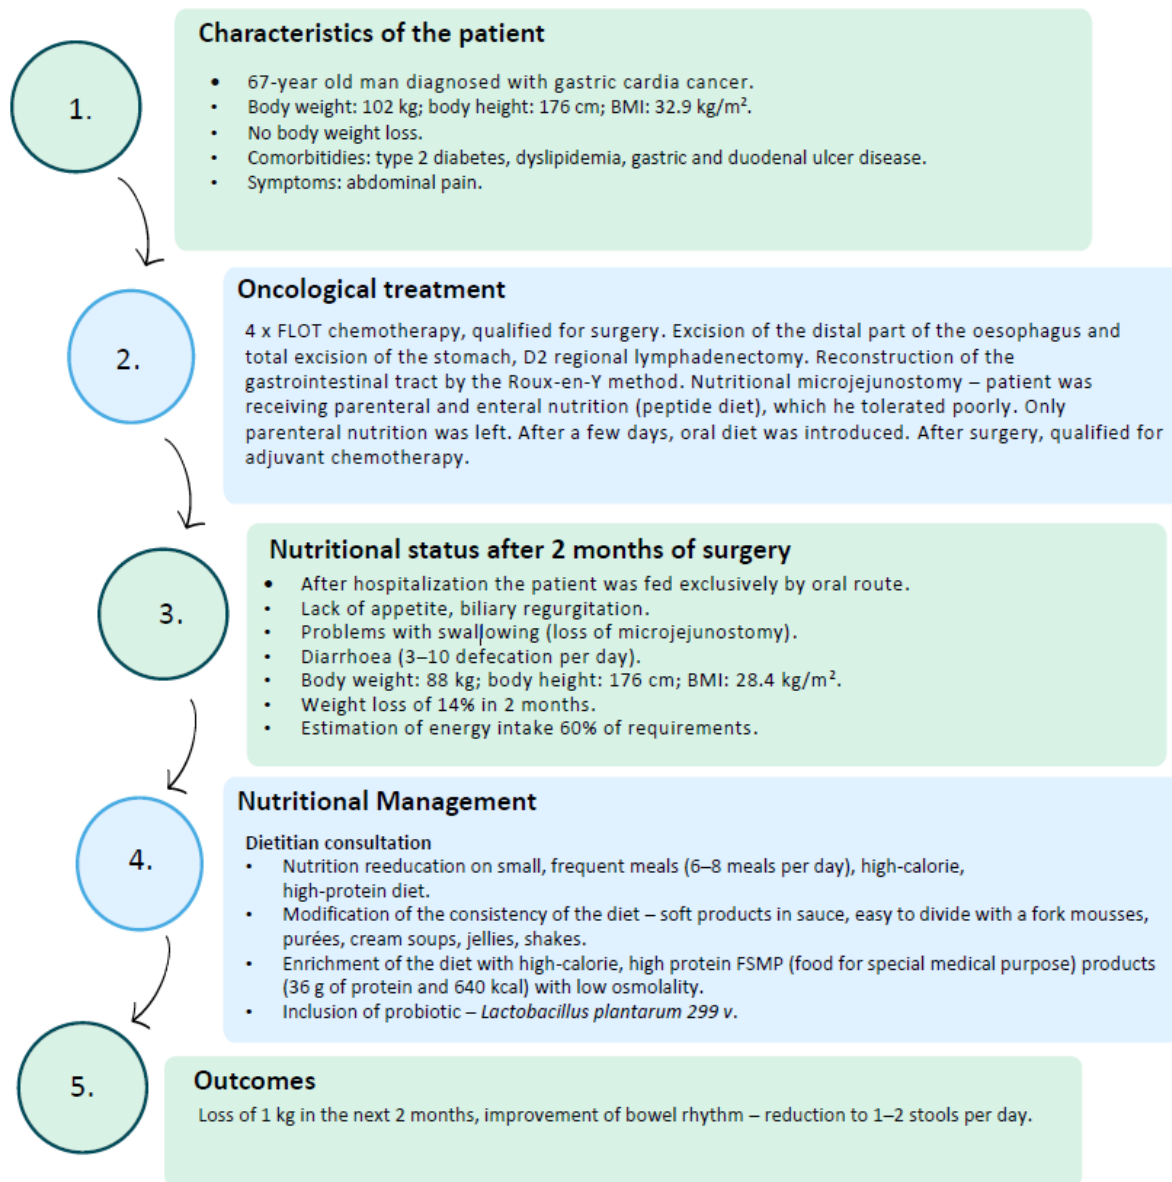 1.
Characteristics of the patient
• 67-year old man diagnosed with gastric cardia cancer.
• Body weight: 102 kg; body height: 176 cm; BMI: 32.9 kg/m².
• No body weight loss.
• Comorbitidies: type 2 diabetes, dyslipidemia, gastric and duodenal ulcer disease.
• Symptoms: abdominal pain.
2.
Oncological treatment
4 x FLOT chemotherapy, qualified for surgery. Excision of the distal part of the oesophagus and
total excision of the stomach, D2 regional lymphadenectomy. Reconstruction of the
gastrointestinal tract by the Roux-en-Y method. Nutritional microjejunostomy – patient was
receiving parenteral and enteral nutrition (peptide diet), which he tolerated poorly. Only
parenteral nutrition was left. After a few days, oral diet was introduced. After surgery, qualified for
adjuvant chemotherapy.
3.
Nutritional status after 2 months of surgery
• After hospitalization the patient was fed exclusively by oral route.
• Lack of appetite, biliary regurgitation.
• Problems with swallowing (loss of microjejunostomy).
• Diarrhoea (3–10 defecation per day).
• Body weight: 88 kg; body height: 176 cm; BMI: 28.4 kg/m².
• Weight loss of 14% in 2 months.
• Estimation of energy intake 60% of requirements.
4.
Nutritional Management
Dietitian consultation
• Nutrition reeducation on small, frequent meals (6–8 meals per day), high-calorie,
high-protein diet.
• Modification of the consistency of the diet – soft products in sauce, easy to divide with a fork mousses,
purées, cream soups, jellies, shakes.
• Enrichment of the diet with high-calorie, high protein FSMP (food for special medical purpose) products
(36 g of protein and 640 kcal) with low osmolality.
• Inclusion of probiotic – Lactobacillus plantarum 299 v.
5.
Outcomes
Loss of 1 kg in the next 2 months, improvement of bowel rhythm – reduction to 1–2 stools per day.